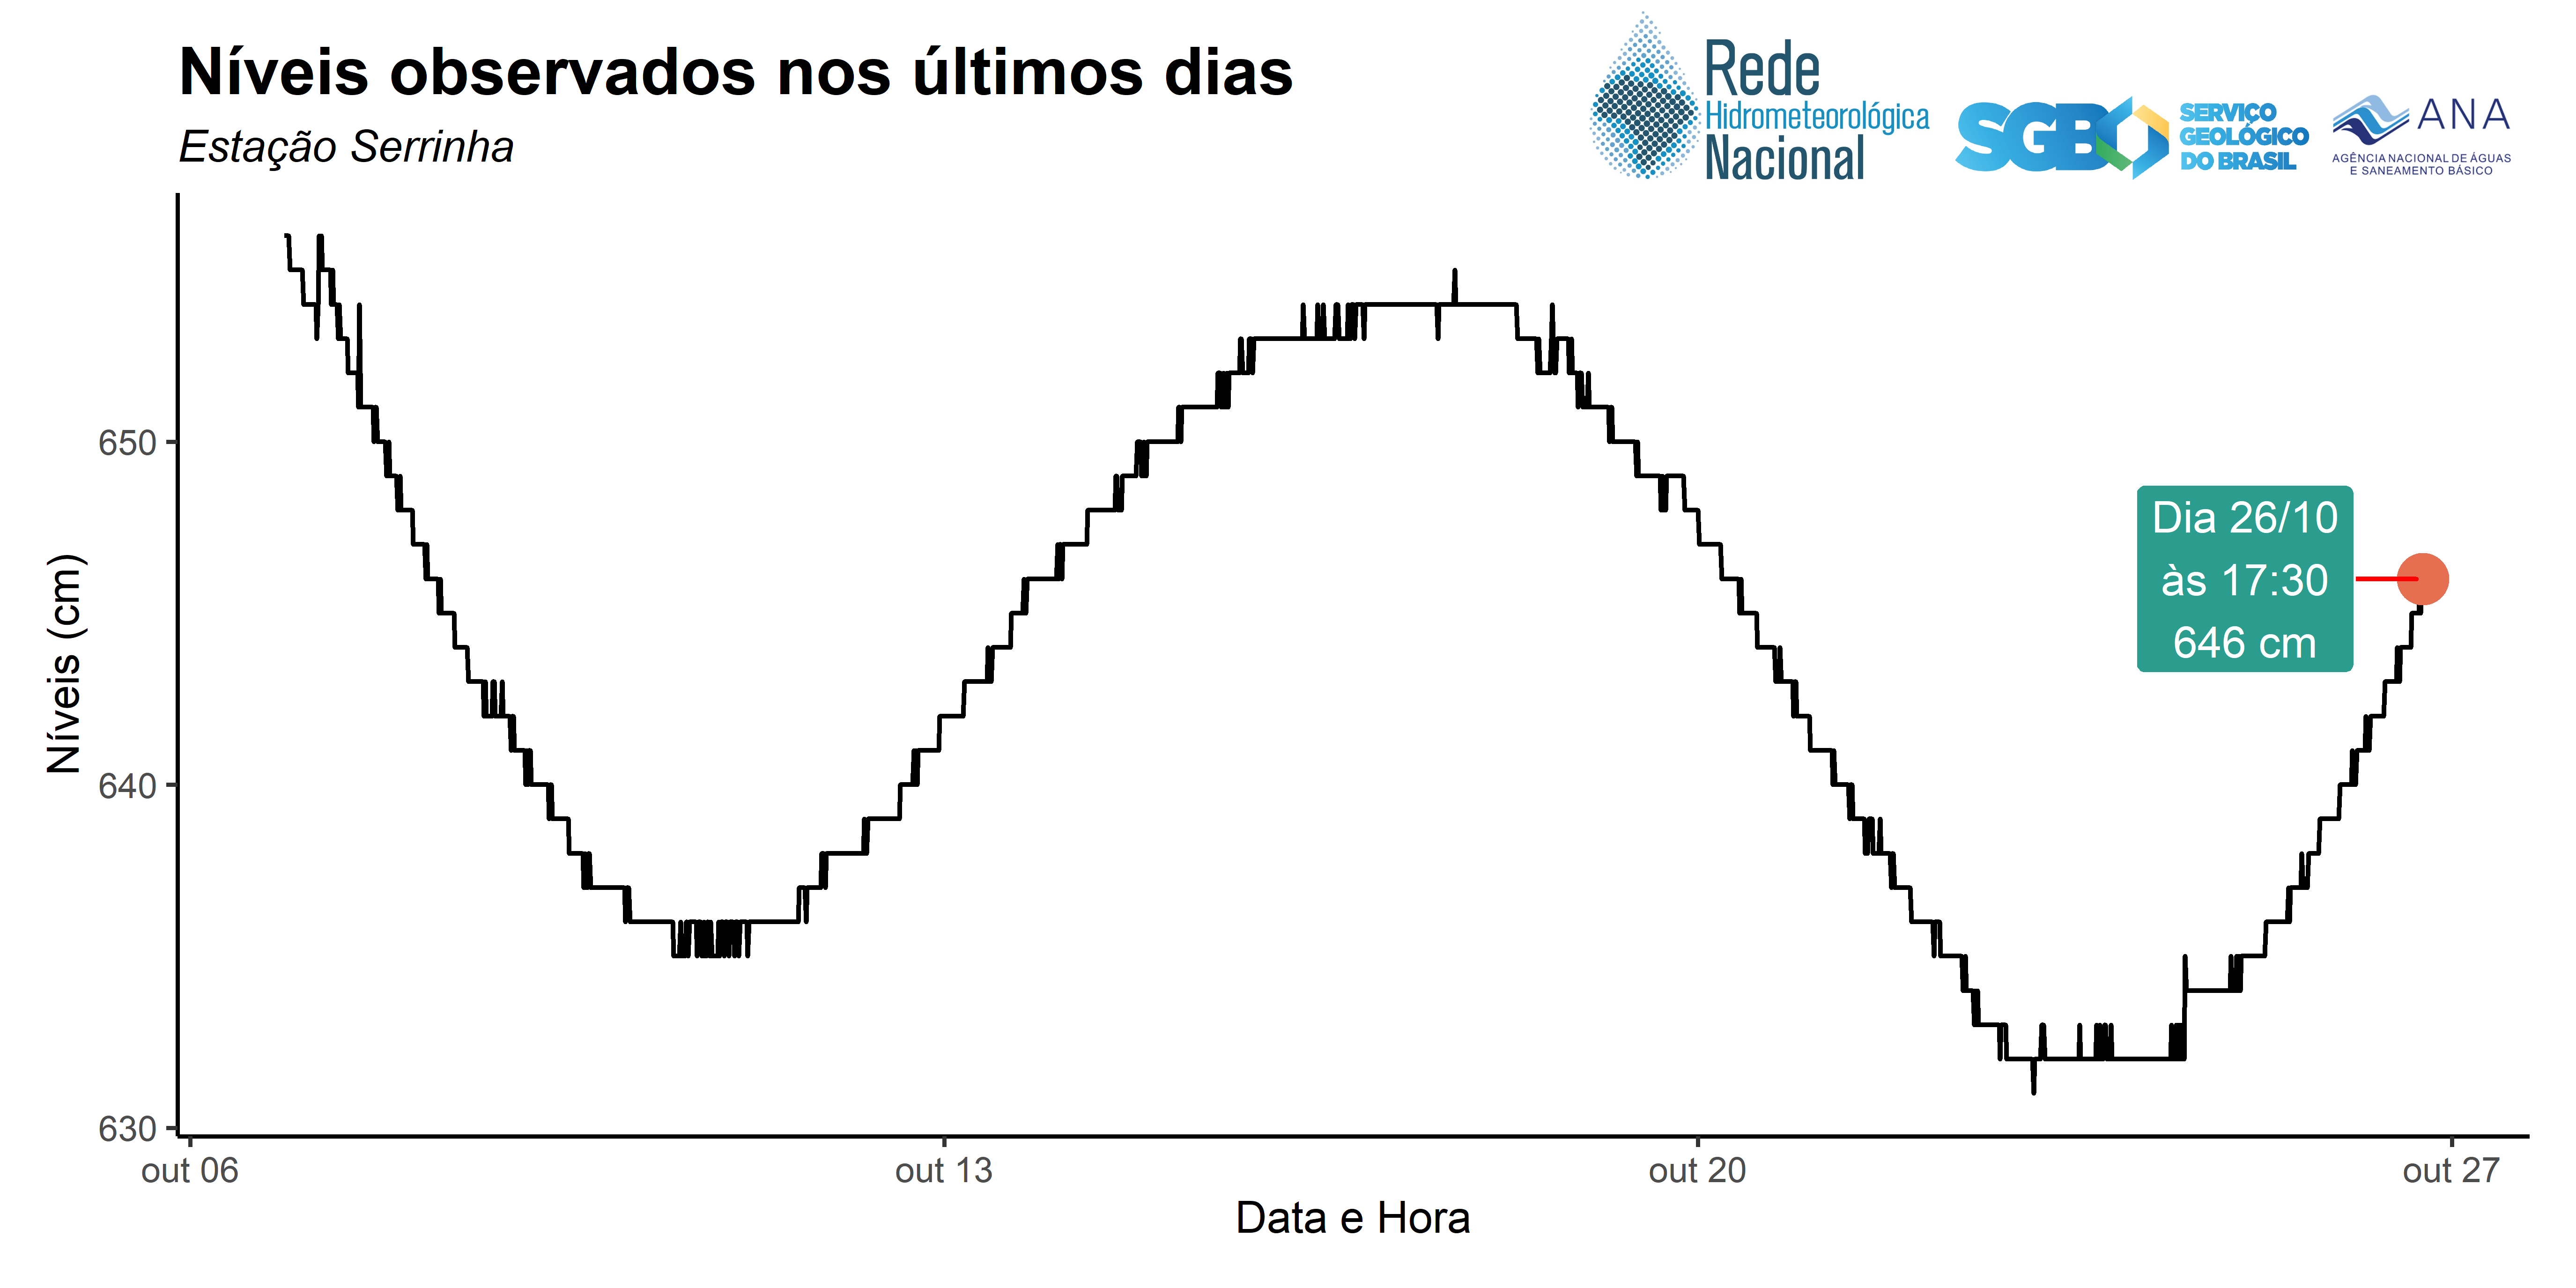 Níveis observados nos últimos dias
Estação Serrinha
Rede
Hidrometeorológica
Nacional
SGB
SERVIÇO
GEOLÓGICO
DO BRASIL
ANA
AGÊNCIA NACIONAL DE ÁGUAS
E SANEAMENTO BÁSICO
Níveis (cm)
650
640
630
Dia 26/10
às 17:30
646 cm
out 06
out 13
out 20
out 27
Data e Hora